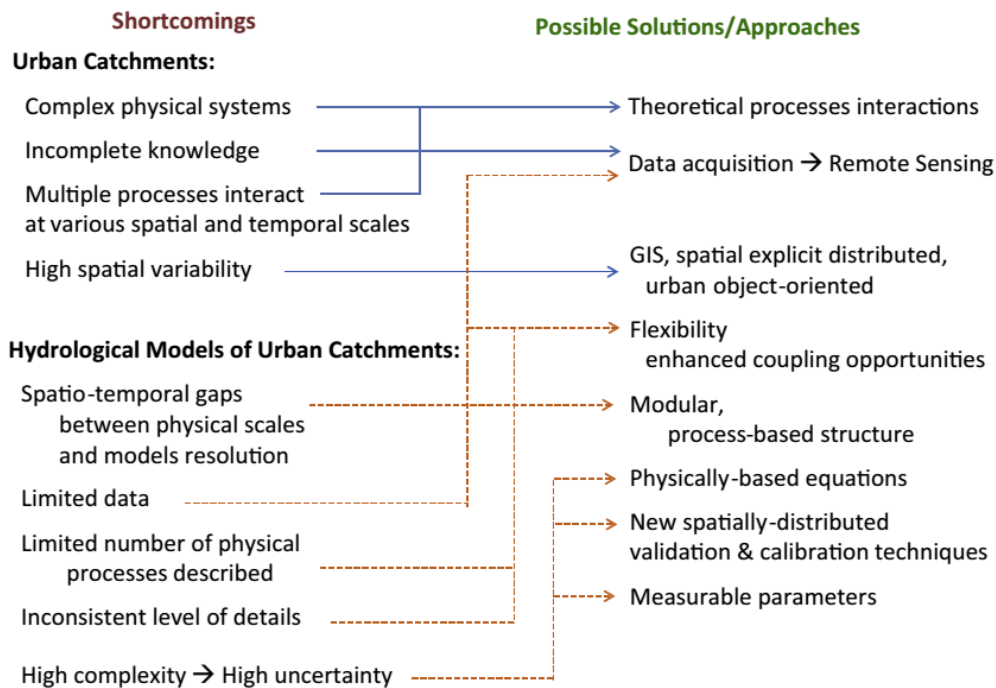 Shortcomings
Possible Solutions/Approaches
Urban Catchments:
Complex physical systems
Incomplete knowledge
Multiple processes interact
at various spatial and temporal scales
High spatial variability
Hydrological Models of Urban Catchments:
Spatio-temporal gaps
between physical scales
and models resolution
Limited data
Limited number of physical
processes described
Inconsistent level of details
High complexity → High uncertainty
Theoretical processes interactions
Data acquisition → Remote Sensing
GIS, spatial explicit distributed,
urban object-oriented
Flexibility
enhanced coupling opportunities
Modular,
process-based structure
Physically-based equations
New spatially-distributed
validation & calibration techniques
Measurable parameters